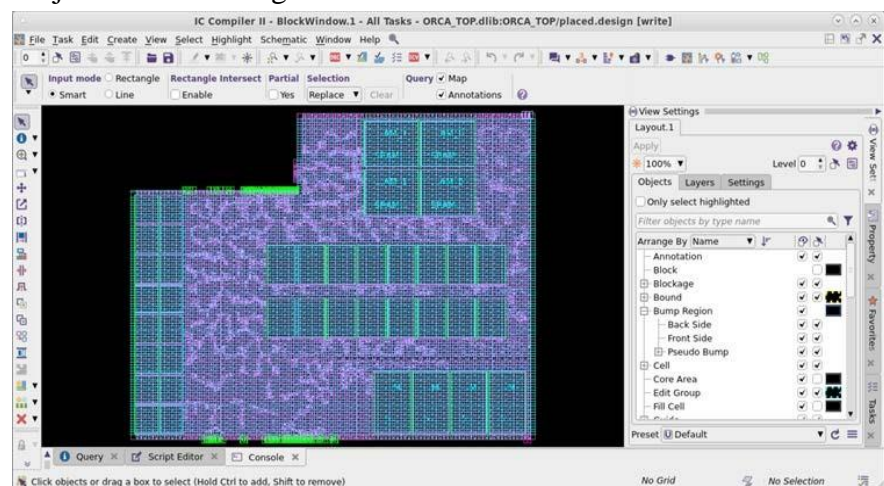 IC Compiler II - BlockWindow.1 - All Tasks - ORCA_TOP.dlib:ORCA_TOP/placed.design [write]
File Task Edit Create View Select Highlight Schematic Window Help
0
Input mode Rectangle Rectangle Intersect Partial Selection Query Map
Smart Line Enable Yes Replace Clear Annotations
View Settings
Layout.1
Apply
100% Level 0
Objects Layers Settings
Only select highlighted
Filter objects by type name
Arrange By Name
Annotation
Block
Blockage
Bound
Bump Region
Back Side
Front Side
Pseudo Bump
Cell
Core Area
Edit Group
Fill Cell
Preset Default
Property
Favorites
Tasks
Query Script Editor Console
Click objects or drag a box to select (Hold Ctrl to add, Shift to remove) No Grid No Selection